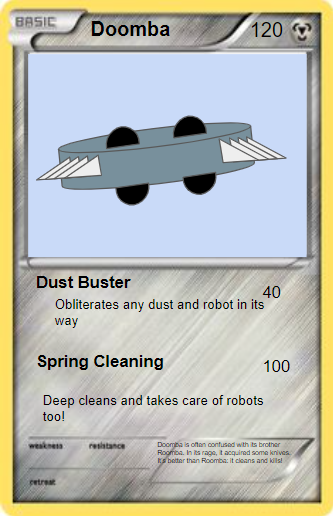 BASIC Doomba 120
Dust Buster
40
Obliterates any dust and robot in its
way
Spring Cleaning
100
Deep cleans and takes care of robots
too!
weakness resistance
retreat
Doomba is often confused with its brother
Roomba. In its rage, it acquired some knives.
It's better than Roomba. it cleans and kills!